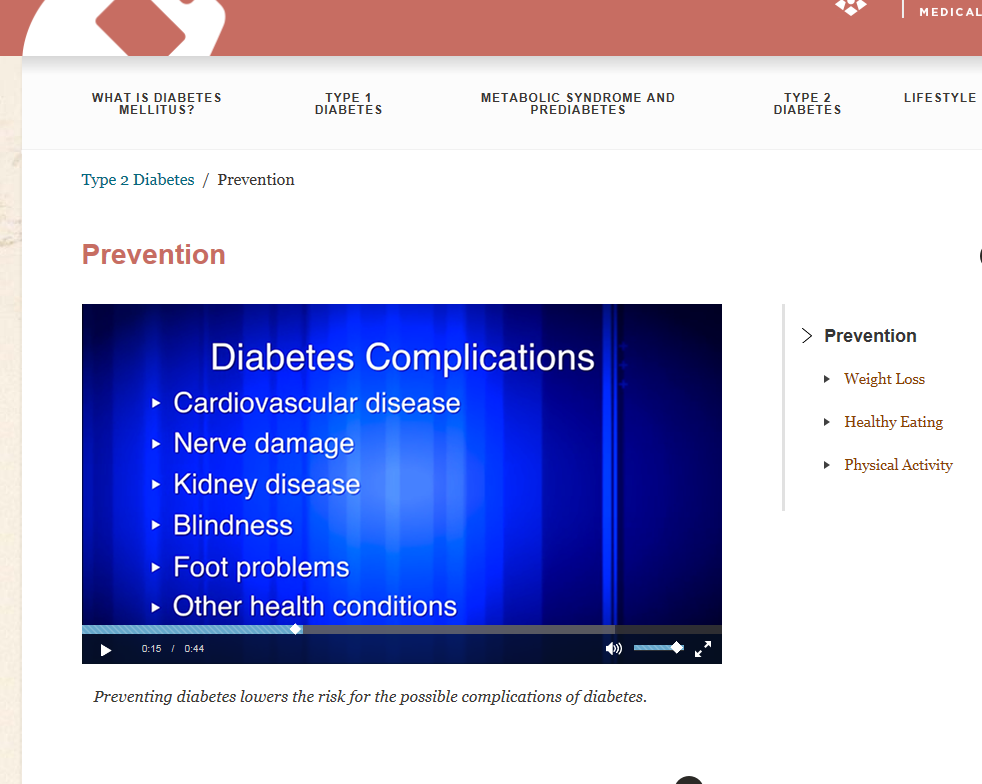 MEDICAL
WHAT IS DIABETES
MELLITUS?
TYPE 1
DIABETES
METABOLIC SYNDROME AND
PREDIABETES
TYPE 2
DIABETES
LIFESTYLE
Type 2 Diabetes / Prevention
Prevention
Diabetes Complications
Cardiovascular disease
Nerve damage
Kidney disease
Blindness
Foot problems
Other health conditions
0:15 / 0:44
Preventing diabetes lowers the risk for the possible complications of diabetes.
Prevention
Weight Loss
Healthy Eating
Physical Activity